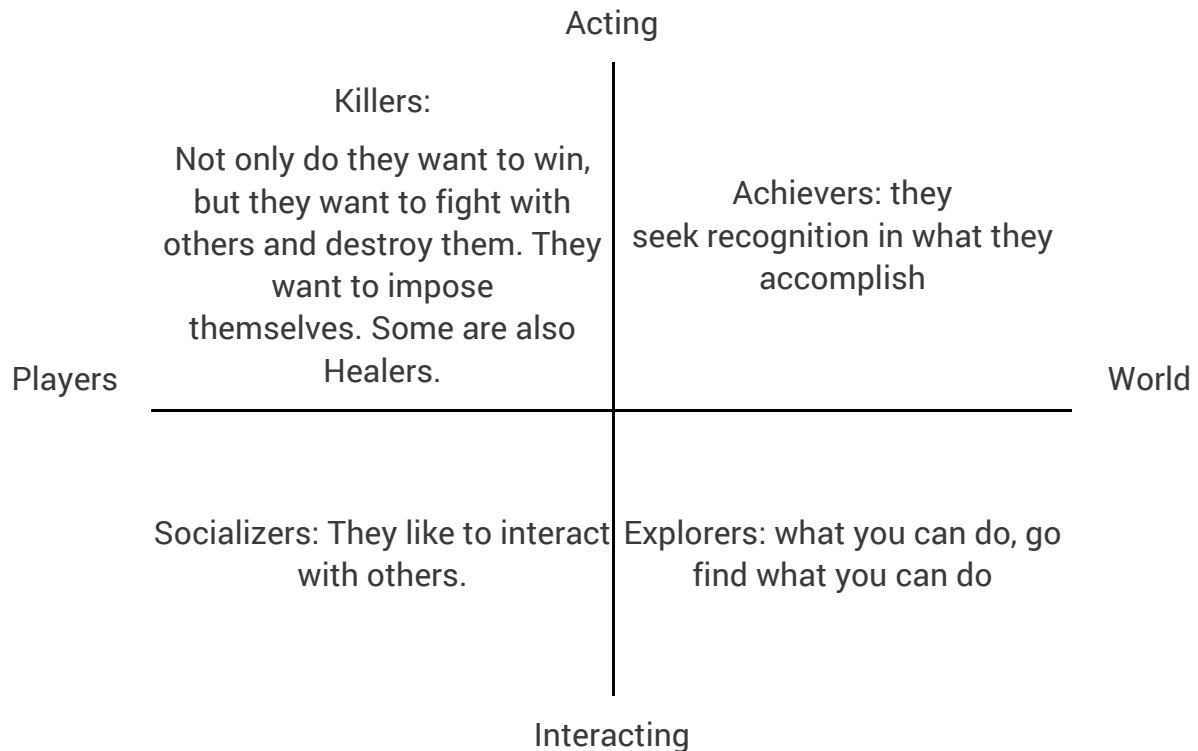 Acting
Killers:
Not only do they want to win,
but they want to fight with
others and destroy them. They
want to impose
themselves. Some are also
Healers.
Achievers: they
seek recognition in what they
accomplish
Players
World
Socializers: They like to interact
with others.
Explorers: what you can do, go
find what you can do
Interacting